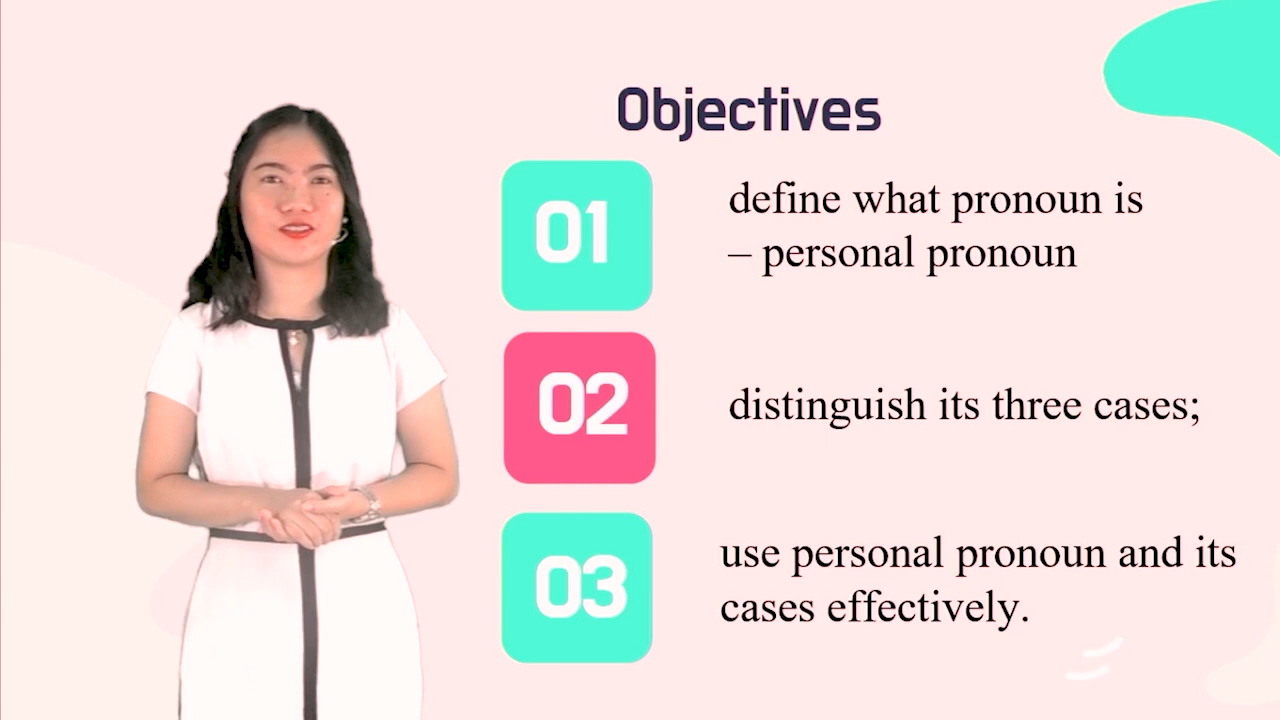 Objectives
01
define what pronoun is
– personal pronoun
02
distinguish its three cases;
03
use personal pronoun and its
cases effectively.